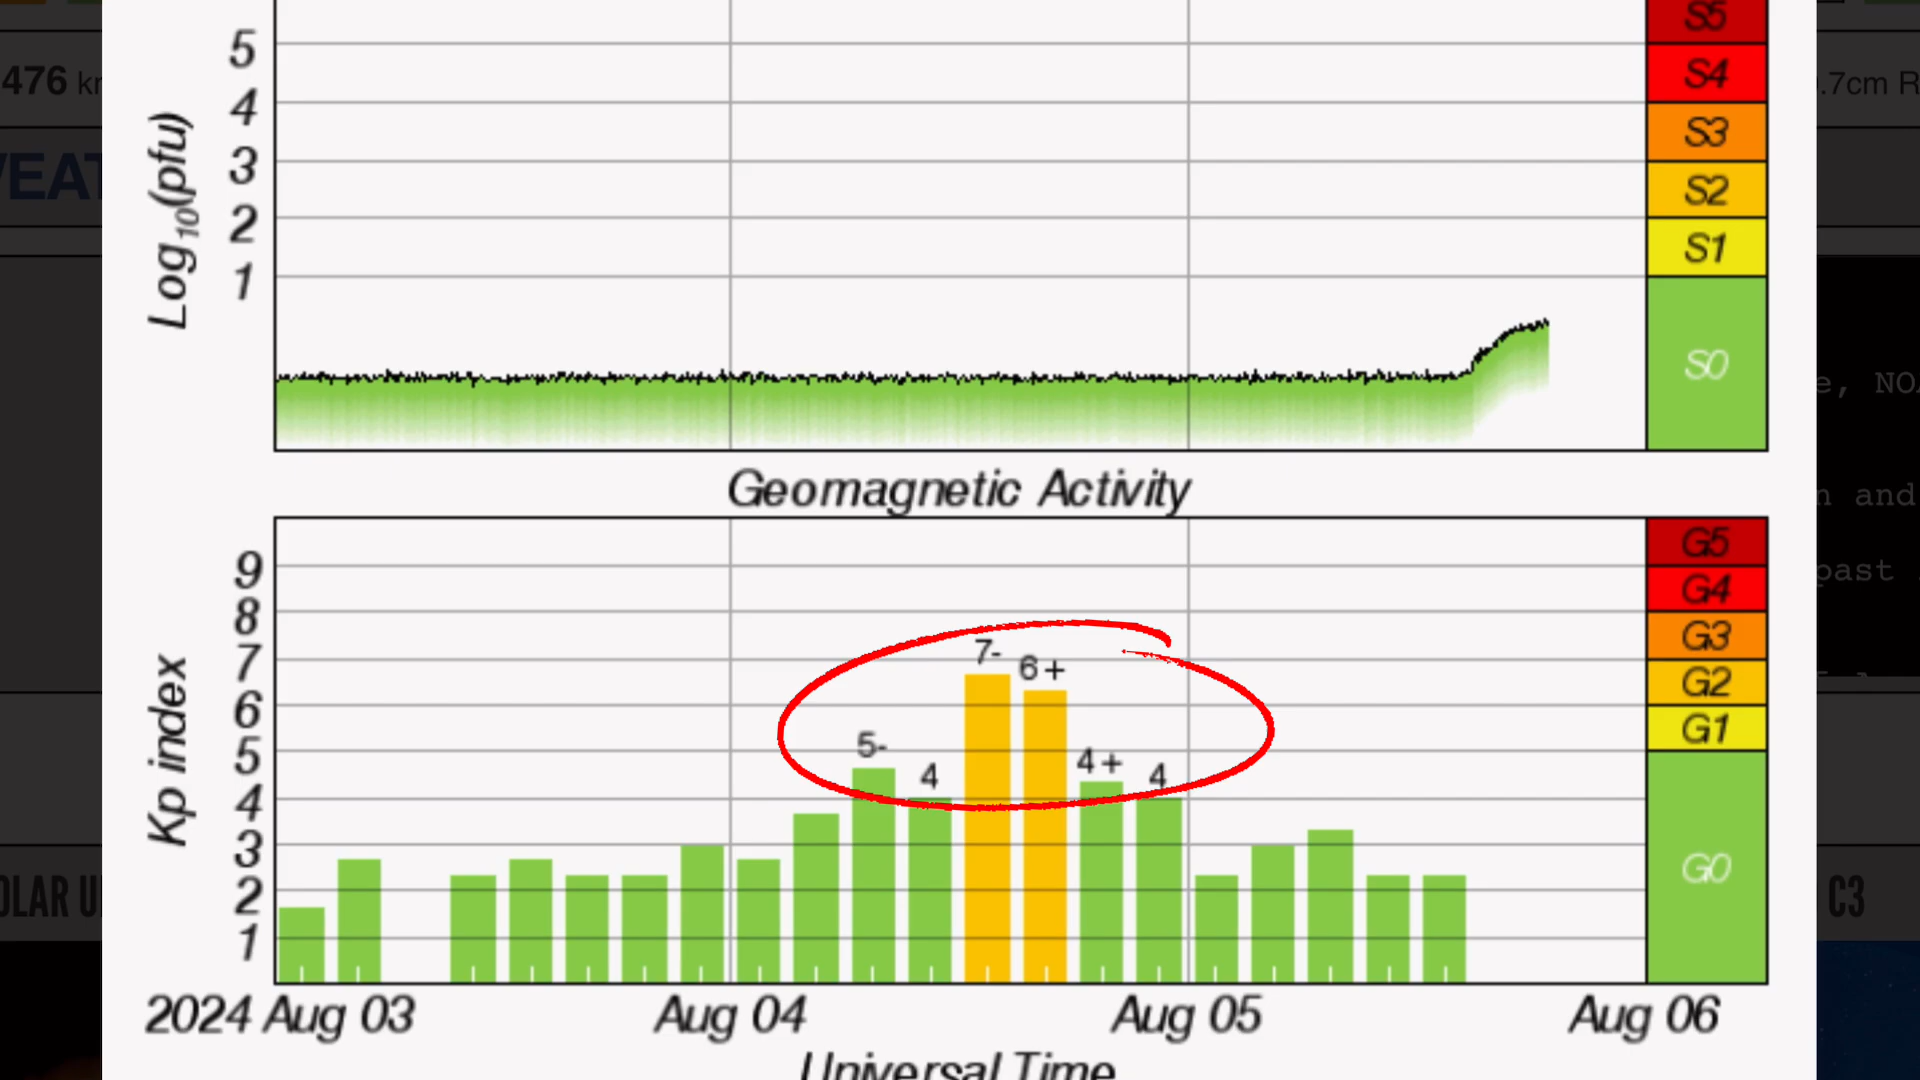 S5
5
476 km
S4
.7cm R
4
S3
Log10(pfu)
3
S2
2
S1
1
S0
e, NO
n and
Geomagnetic Activity
G5
9
G4
past
8
G3
7-
7
6+
G2
6
Kp index
G1
5-
5
4+
4
4
4
3
G0
2
OLAR U
C3
1
2024 Aug 03
Aug 04
Aug 05
Aug 06
Universal Time